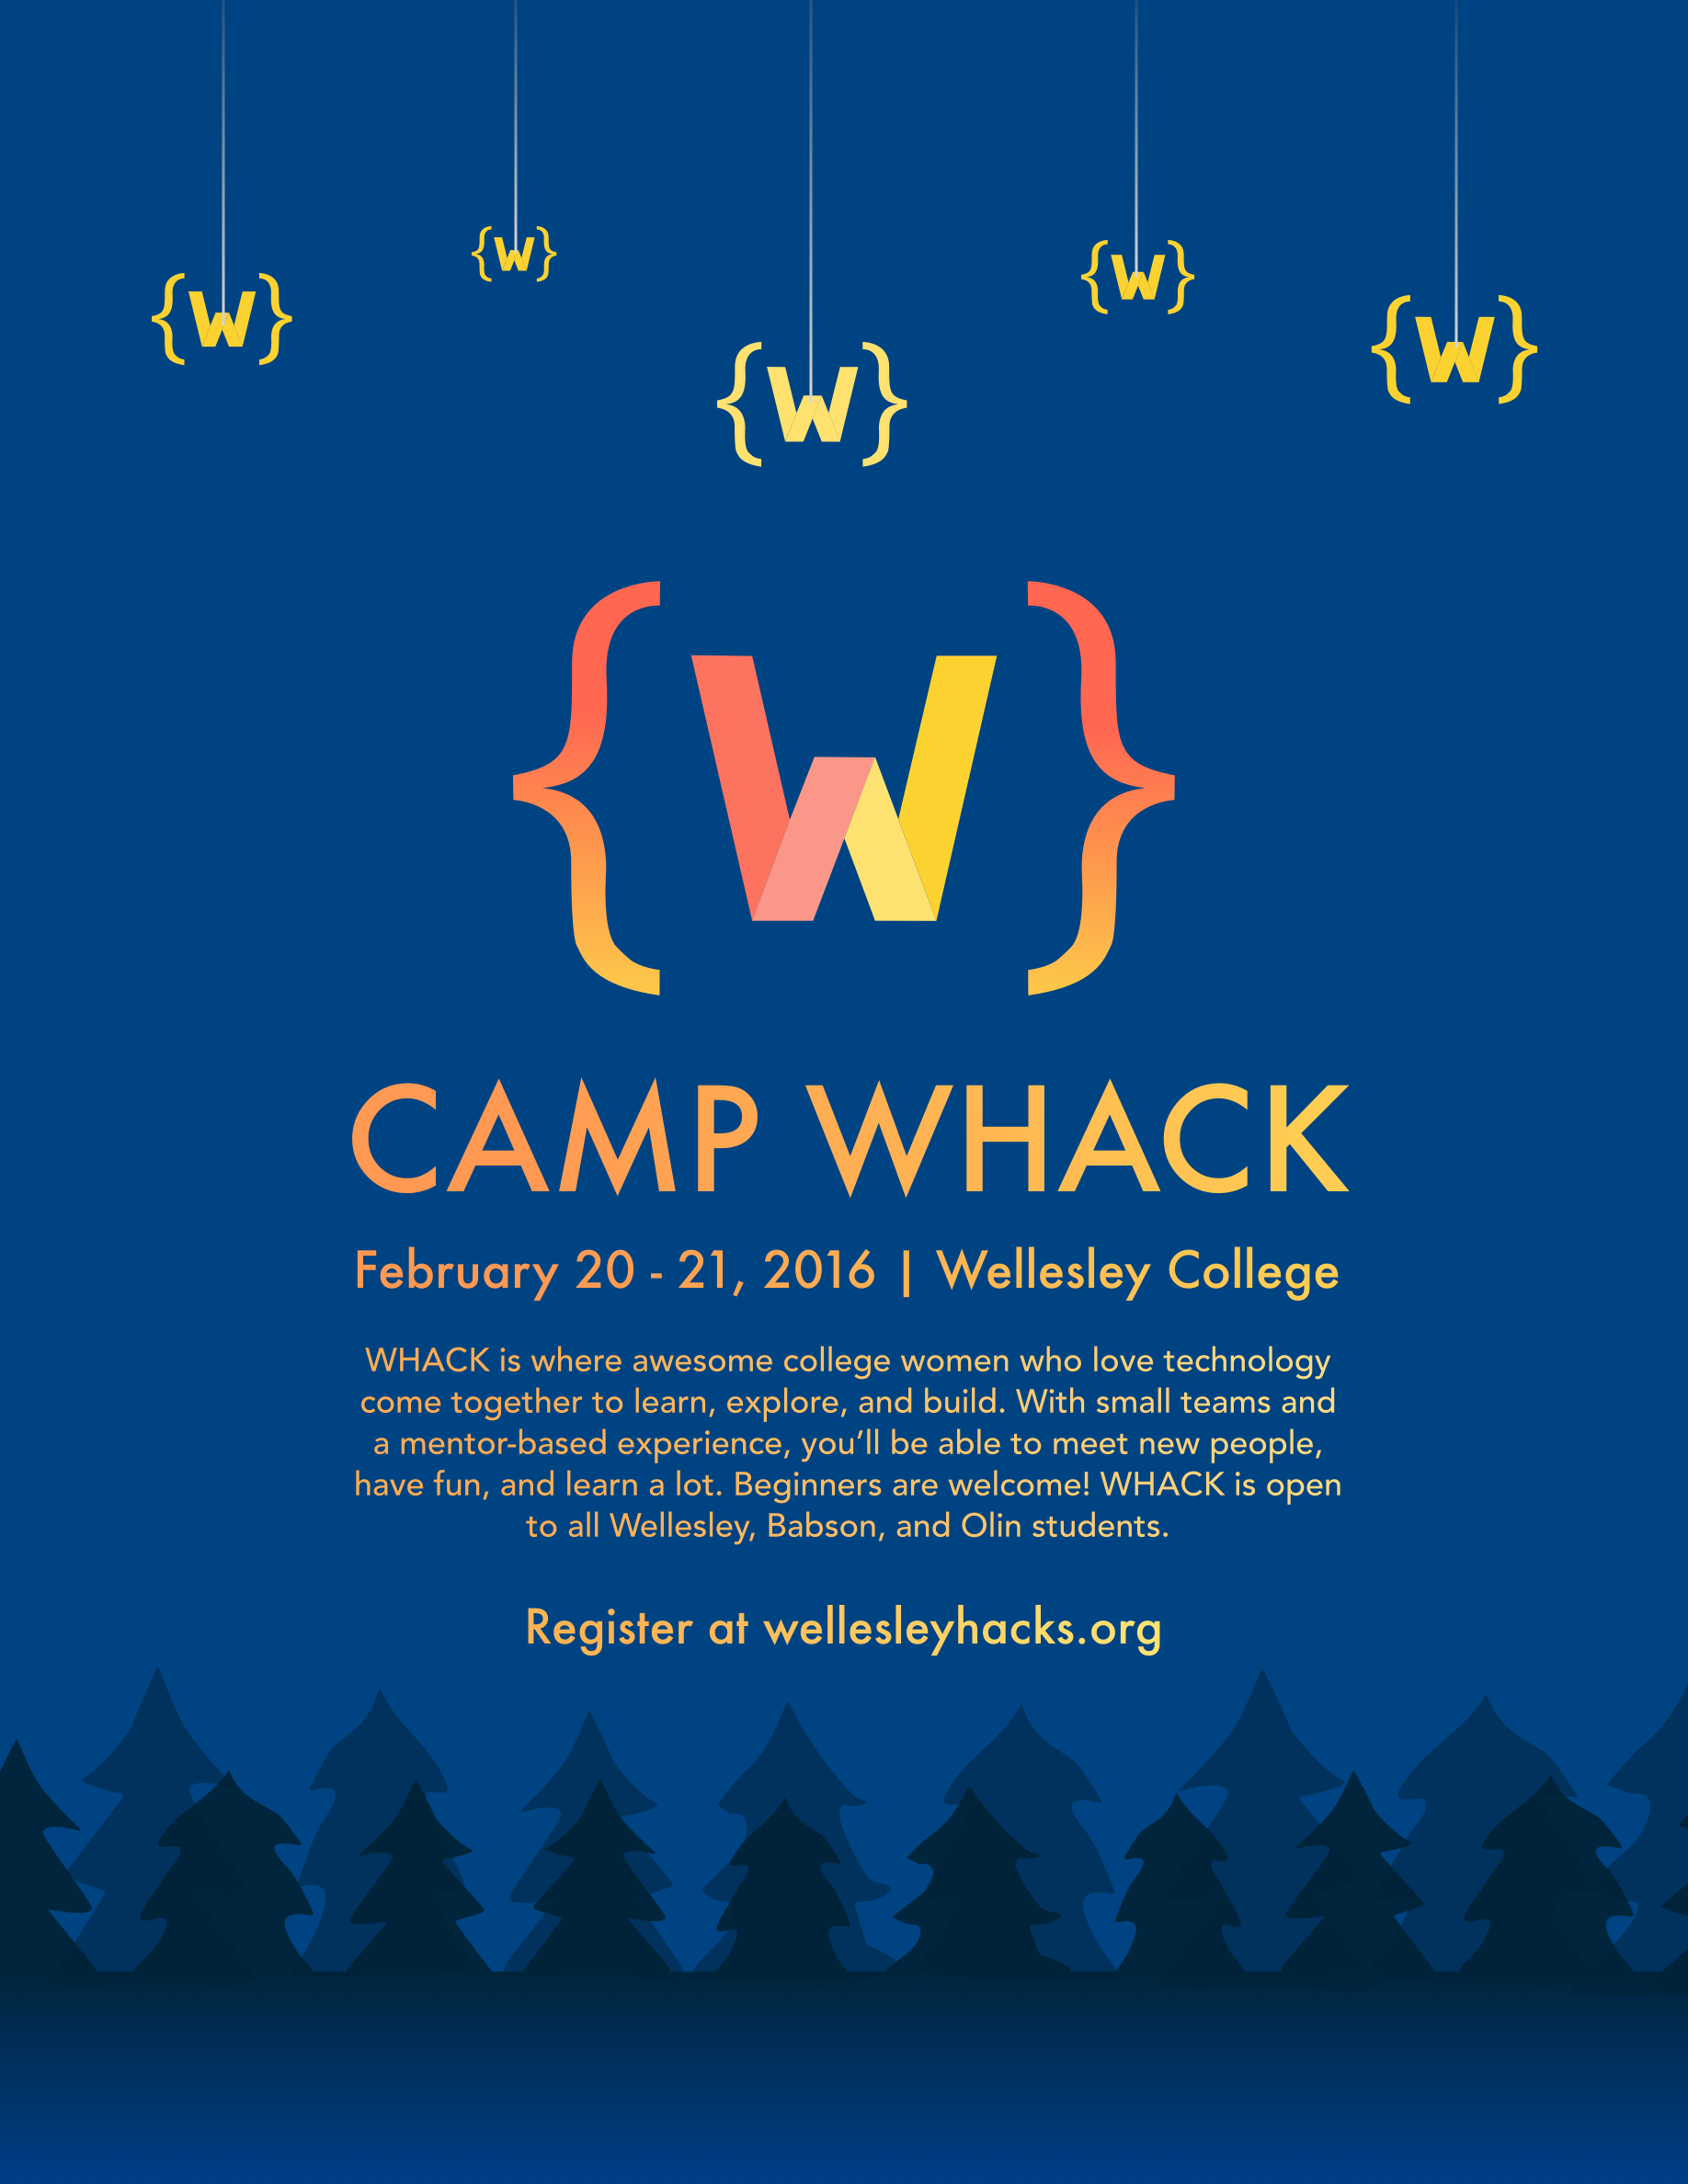 {W}
{W}
{W}
{W}
{W}
{W}
CAMP WHACK
February 20 - 21, 2016 | Wellesley College
WHACK is where awesome college women who love technology
come together to learn, explore, and build. With small teams and
a mentor-based experience, you’ll be able to meet new people,
have fun, and learn a lot. Beginners are welcome! WHACK is open
to all Wellesley, Babson, and Olin students.
Register at wellesleyhacks.org